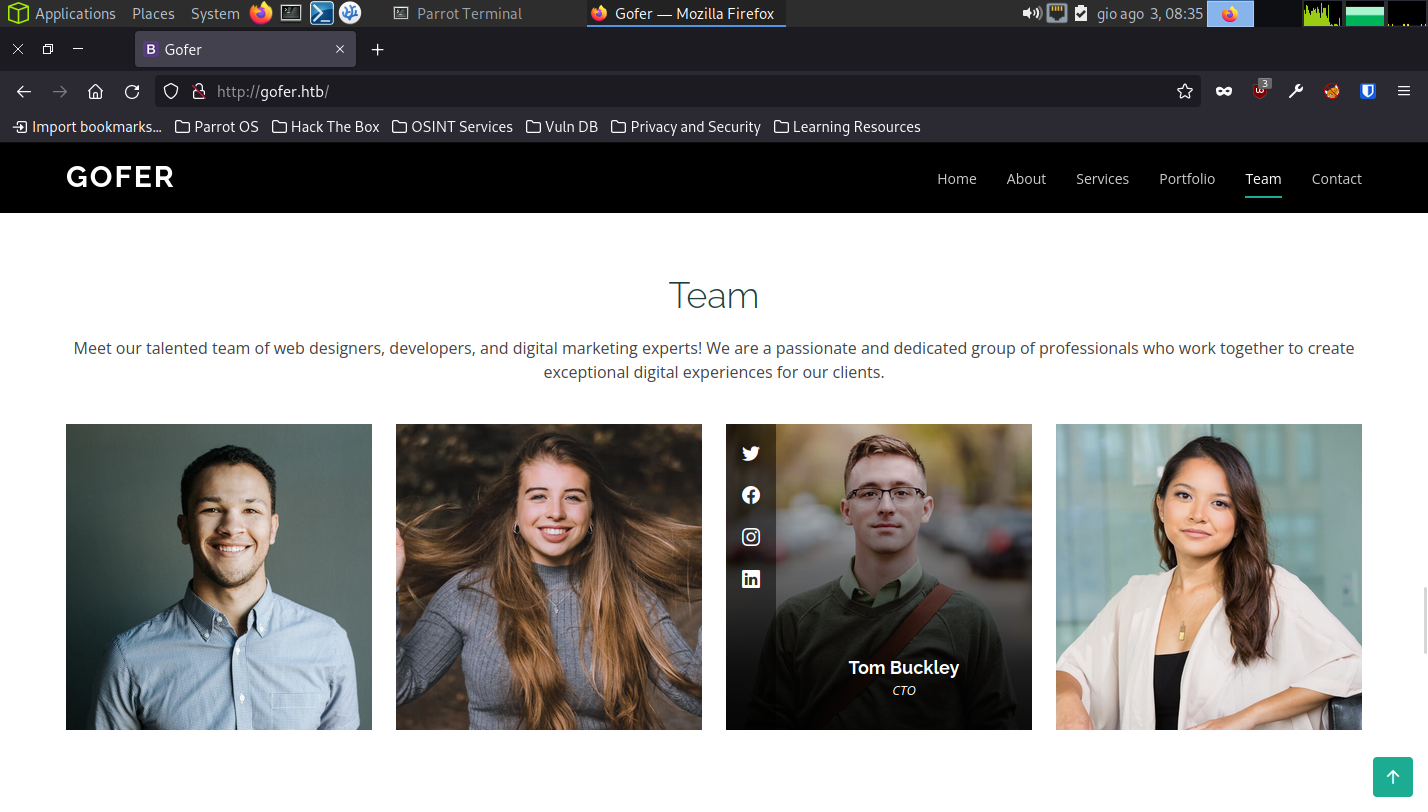 Applications Places System Parrot Terminal Gofer — Mozilla Firefox gio ago 3, 08:35
B Gofer
http://gofer.htb/ 3
Import bookmarks... Parrot OS Hack The Box OSINT Services Vuln DB Privacy and Security Learning Resources
GOFER Home About Services Portfolio Team Contact
Team
Meet our talented team of web designers, developers, and digital marketing experts! We are a passionate and dedicated group of professionals who work together to create
exceptional digital experiences for our clients.
Tom Buckley
CTO